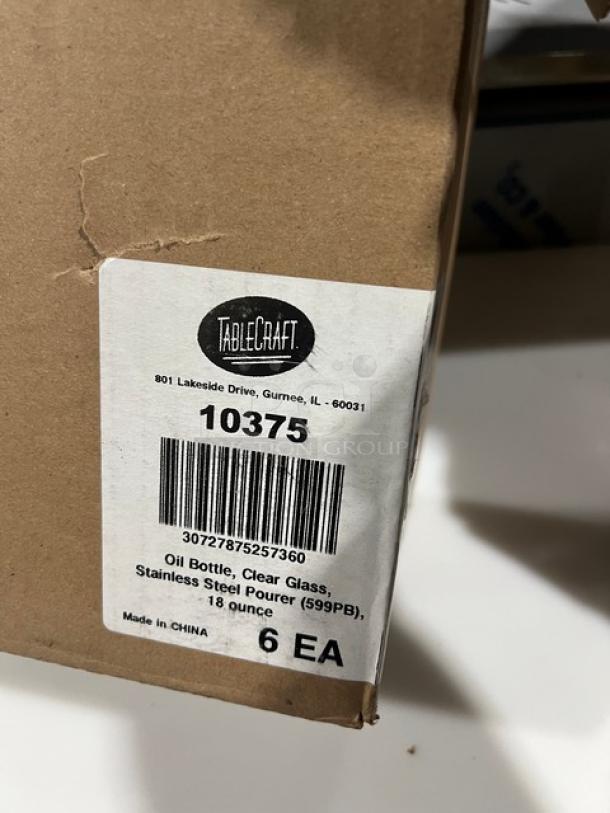 TABLECRAFT.
801 Lakeside Drive, Gurnee, IL - 60031
10375
30727875257360
Oil Bottle, Clear Glass,
Stainless Steel Pourer (599PB),
18 ounce
Made in CHINA
6 EA